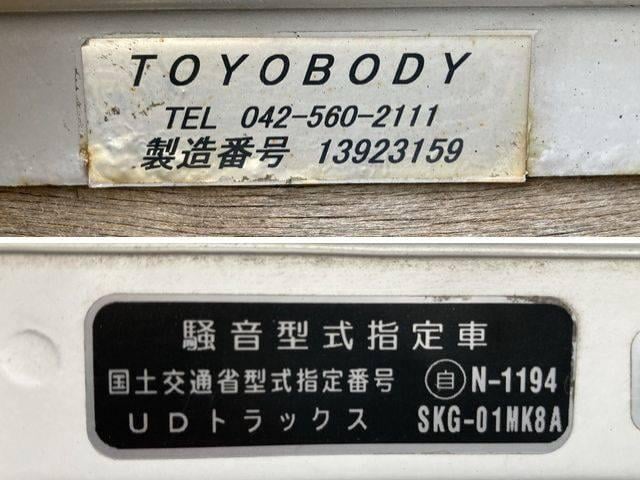 TOYOBODY
TEL 042-560-2111
製造番号 13923159
騒音型式指定車
国土交通省型式指定番号 自 N-1194
UDトラックス SKG-01MK8A